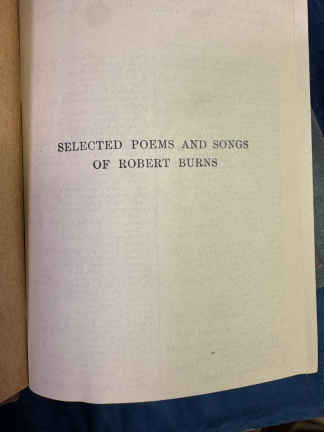 SELECTED POEMS AND SONGS
OF ROBERT BURNS